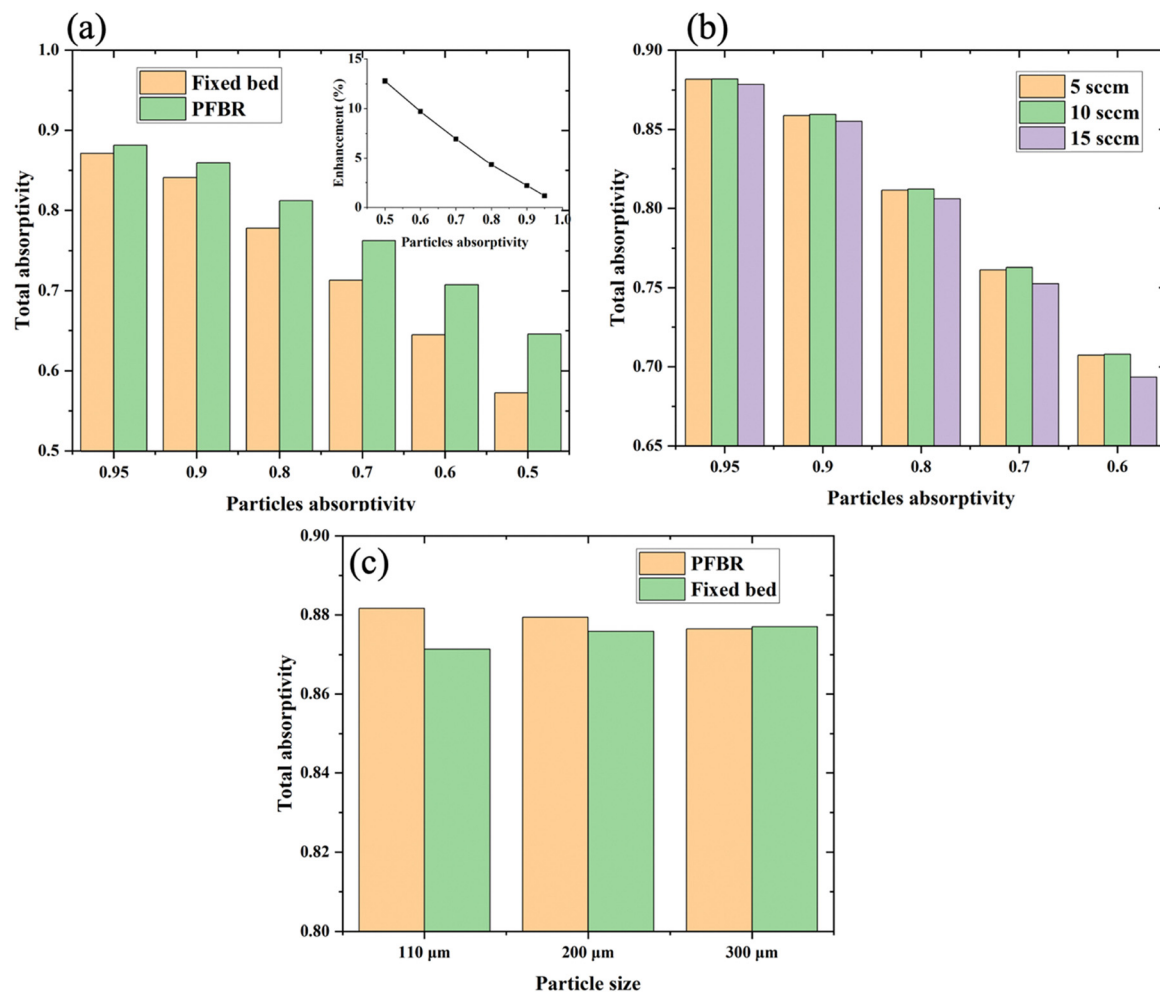 (a)
1.0
0.9
0.8
0.7
0.6
0.5
Total absorptivity
Fixed bed
PFBR
15
10
5
0
Enhancement (%)
0.5 0.6 0.7 0.8 0.9 1.0
Particles absorptivity
0.95 0.9 0.8 0.7 0.6 0.5
Particles absorptivity
(b)
0.90
0.85
0.80
0.75
0.70
0.65
Total absorptivity
5 sccm
10 sccm
15 sccm
0.95 0.9 0.8 0.7 0.6
Particles absorptivity
(c)
0.90
0.88
0.86
0.84
0.82
0.80
Total absorptivity
PFBR
Fixed bed
110 μm 200 μm 300 μm
Particle size